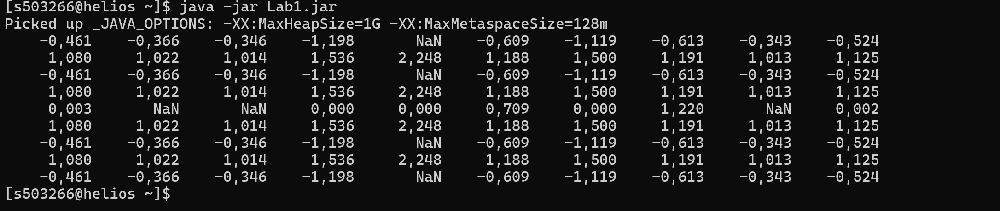 [s503266@helios ~]$ java -jar Lab1.jar
Picked up _JAVA_OPTIONS: -XX:MaxHeapSize=1G -XX:MaxMetaspaceSize=128m
-0,461 -0,366 -0,346 -1,198 NaN -0,609 -1,119 -0,613 -0,343 -0,524
1,080 1,022 1,014 1,536 2,248 1,188 1,500 1,191 1,013 1,125
-0,461 -0,366 -0,346 -1,198 NaN -0,609 -1,119 -0,613 -0,343 -0,524
1,080 1,022 1,014 1,536 2,248 1,188 1,500 1,191 1,013 1,125
0,003 NaN NaN 0,000 0,000 0,709 0,000 1,220 NaN 0,002
1,080 1,022 1,014 1,536 2,248 1,188 1,500 1,191 1,013 1,125
-0,461 -0,366 -0,346 -1,198 NaN -0,609 -1,119 -0,613 -0,343 -0,524
1,080 1,022 1,014 1,536 2,248 1,188 1,500 1,191 1,013 1,125
-0,461 -0,366 -0,346 -1,198 NaN -0,609 -1,119 -0,613 -0,343 -0,524
[s503266@helios ~]$